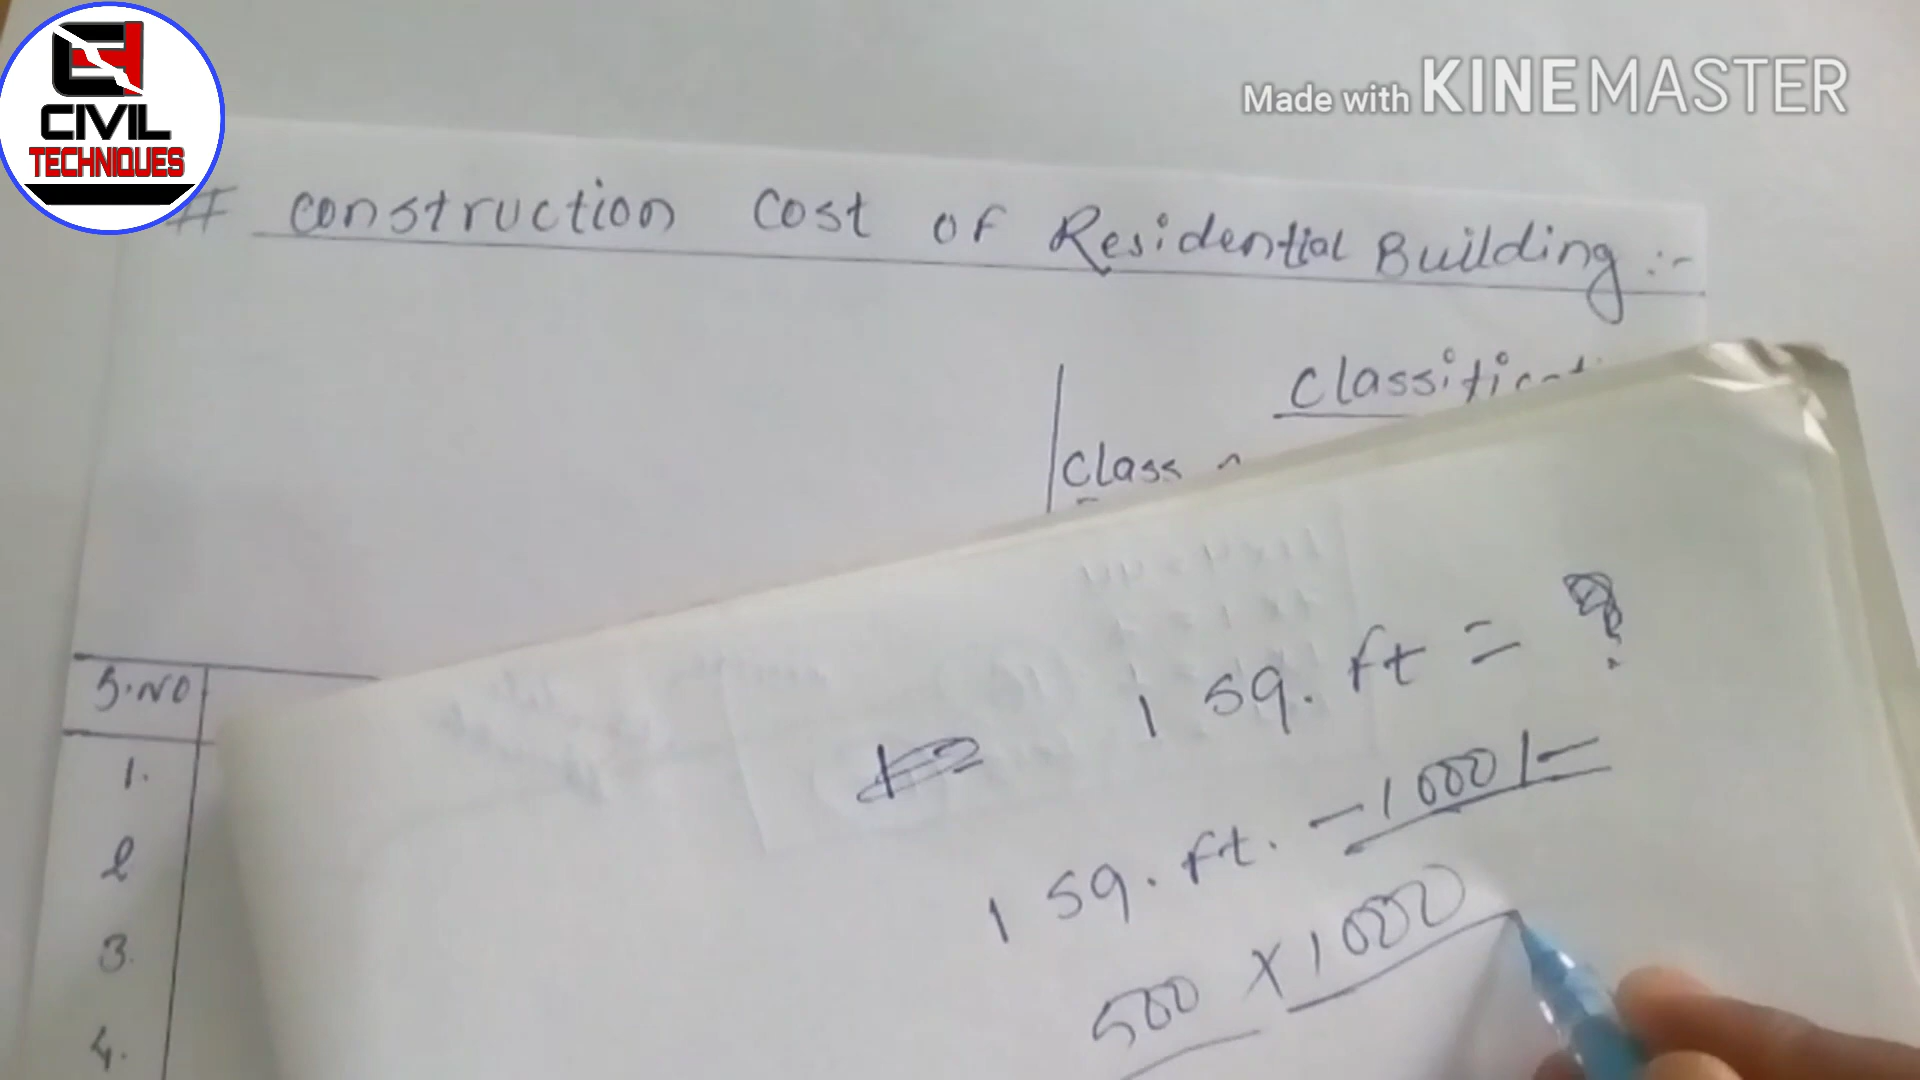 CIVIL
TECHNIQUES
Made with KINEMASTER
# Construction Cost of Residential Building :-
Class
S.NO
1.
2
3.
4.
1 sq. ft = ?
1 sq. ft. - 1000/-
500 x 1000